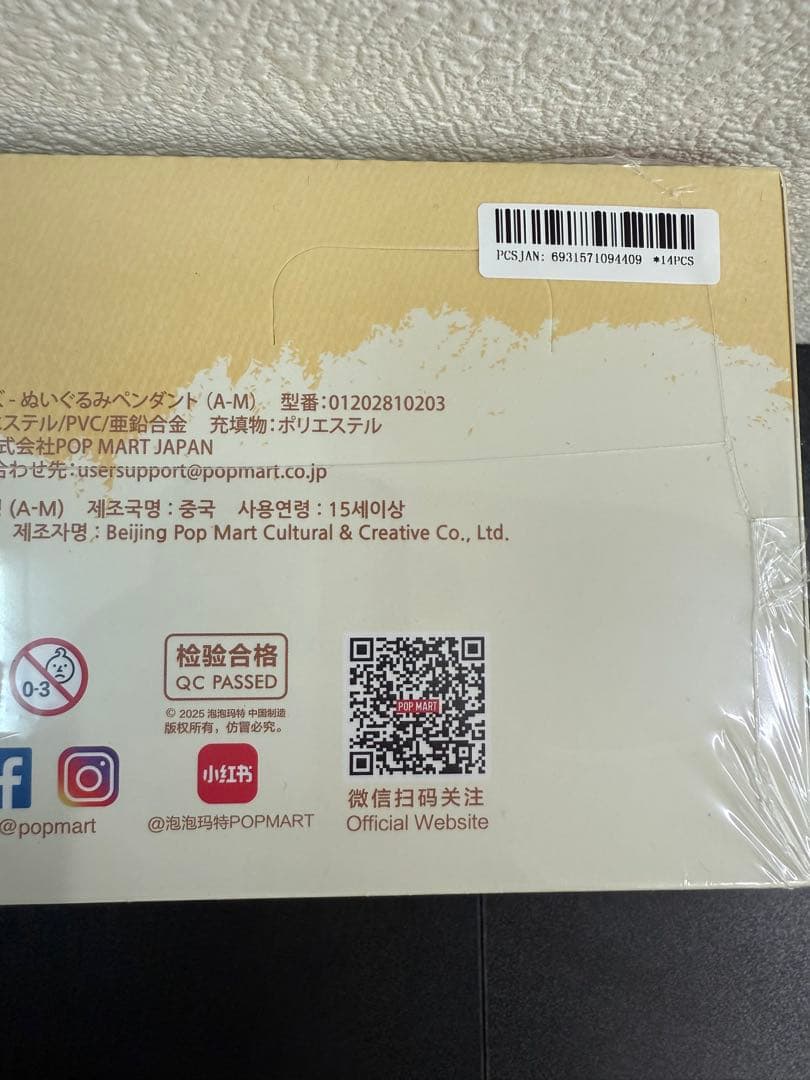 PCSJAN: 6931571094409 *14PCS
ズ - ぬいぐるみペンダント (A-M) 型番:01202810203
エステル/PVC/亜鉛合金 充填物:ポリエステル
式会社POP MART JAPAN
合わせ先:usersupport@popmart.co.jp
(A-M) 제조국명 : 중국 사용연령 : 15세이상
제조자명 : Beijing Pop Mart Cultural & Creative Co., Ltd.
0-3
检验合格
QC PASSED
© 2025 泡泡玛特 中国制造
版权所有，仿冒必究。
POP MART
f
小红书
@popmart
@泡泡玛特POPMART
微信扫码关注
Official Website